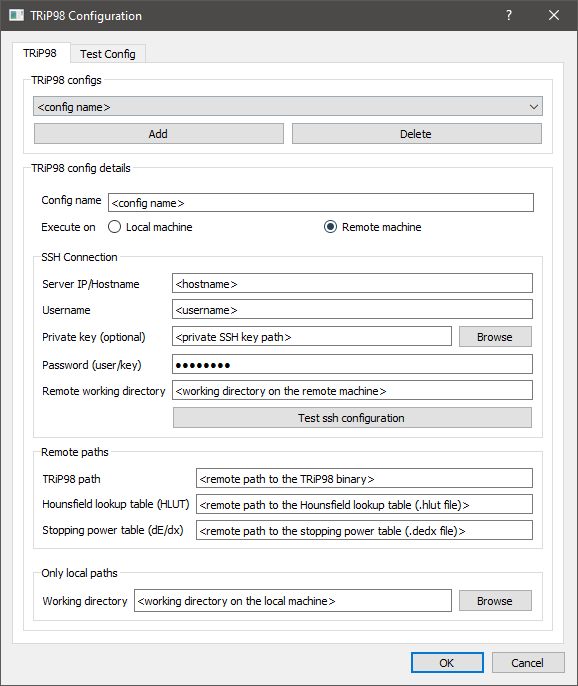 TRiP98 Configuration
TRiP98 Test Config
TRiP98 configs
<config name>
Add Delete
TRiP98 config details
Config name <config name>
Execute on Local machine Remote machine
SSH Connection
Server IP/Hostname <hostname>
Username <username>
Private key (optional) <private SSH key path> Browse
Password (user/key) ●●●●●●●●
Remote working directory <working directory on the remote machine>
Test ssh configuration
Remote paths
TRiP98 path <remote path to the TRiP98 binary>
Hounsfield lookup table (HLUT) <remote path to the Hounsfield lookup table (.hlut file)>
Stopping power table (dE/dx) <remote path to the stopping power table (.dedx file)>
Only local paths
Working directory <working directory on the local machine> Browse
OK Cancel